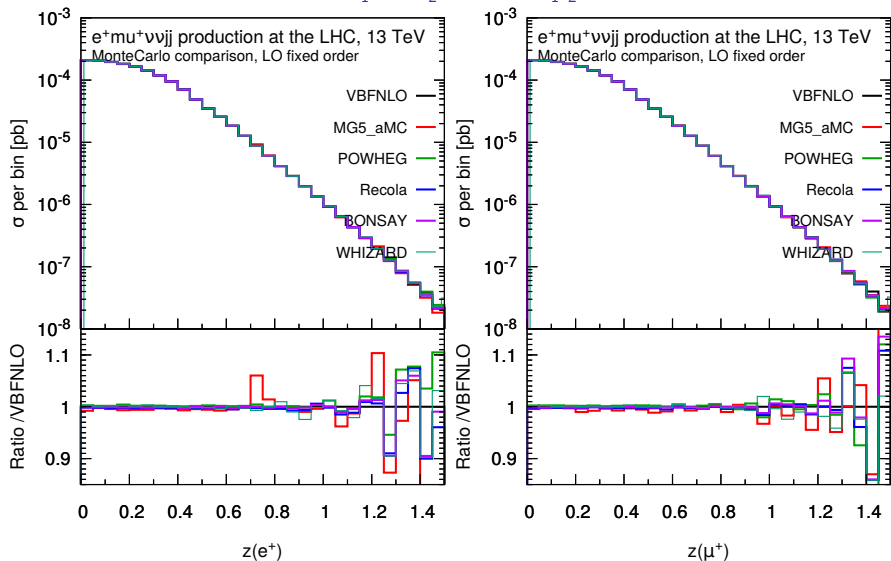 e⁺mu⁺ννjj production at the LHC, 13 TeV
MonteCarlo comparison, LO fixed order
VBFNLO
MG5_aMC
POWHEG
Recola
BONSAY
WHIZARD
σ per bin [pb]
10⁻³
10⁻⁴
10⁻⁵
10⁻⁶
10⁻⁷
10⁻⁸
Ratio /VBFNLO
1.1
1
0.9
0 0.2 0.4 0.6 0.8 1 1.2 1.4
z(e⁺)
e⁺mu⁺ννjj production at the LHC, 13 TeV
MonteCarlo comparison, LO fixed order
VBFNLO
MG5_aMC
POWHEG
Recola
BONSAY
WHIZARD
σ per bin [pb]
10⁻³
10⁻⁴
10⁻⁵
10⁻⁶
10⁻⁷
10⁻⁸
Ratio /VBFNLO
1.1
1
0.9
0 0.2 0.4 0.6 0.8 1 1.2 1.4
z(μ⁺)